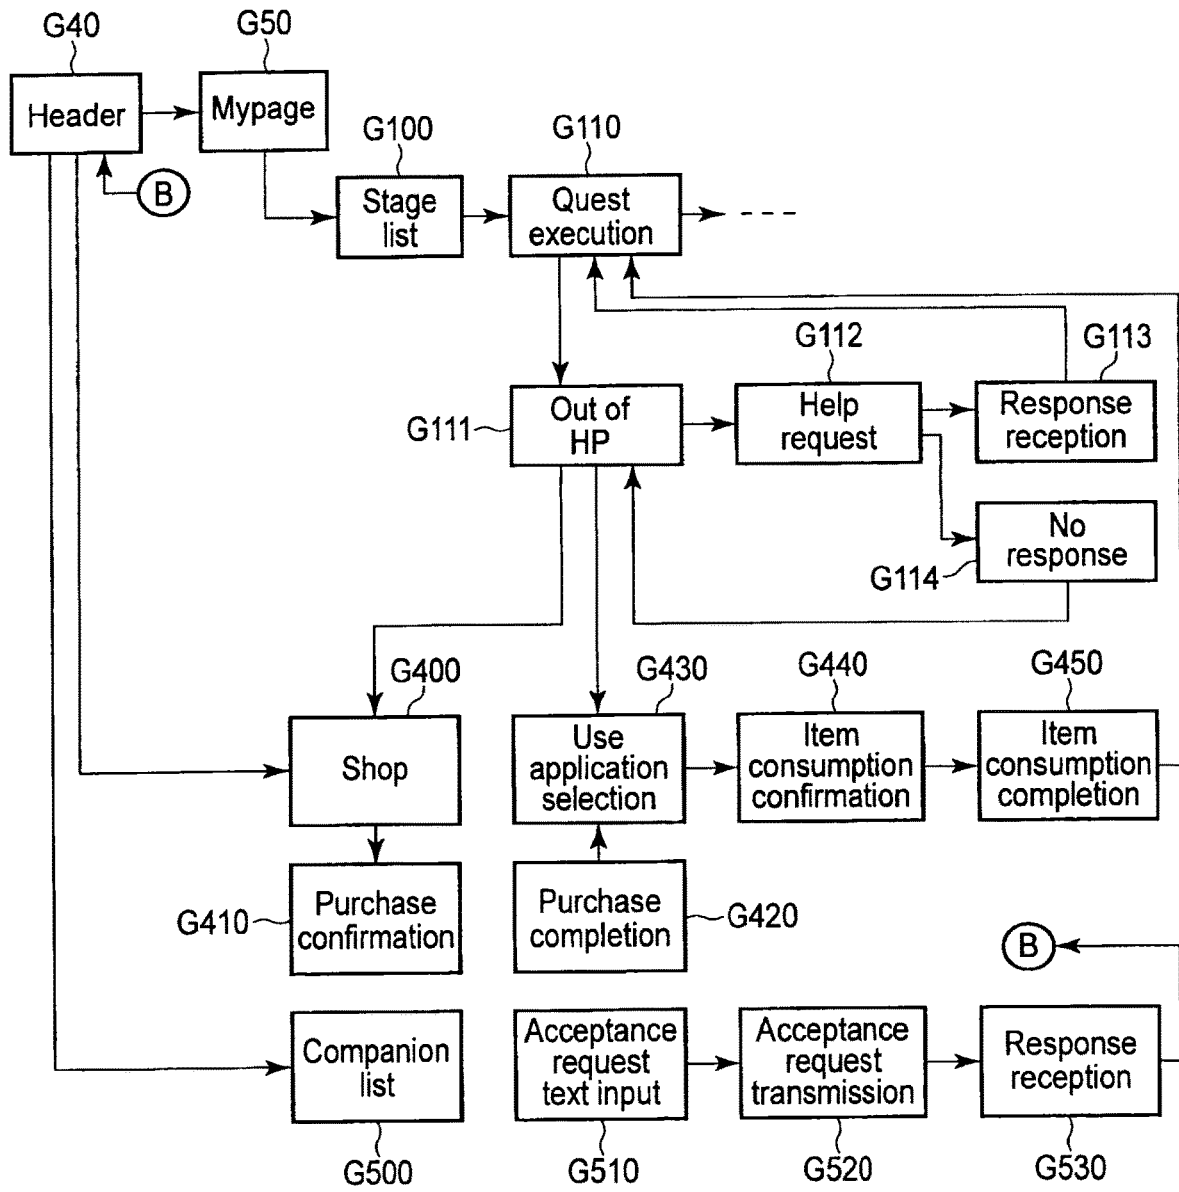 G40
G50
Header
Mypage
B
G100
G110
Stage
list
Quest
execution
G111
Out of
HP
G112
Help
request
G113
Response
reception
No
response
G114
G400
Shop
G430
Use
application
selection
G440
Item
consumption
confirmation
G450
Item
consumption
completion
G410
Purchase
confirmation
Purchase
completion
G420
B
Companion
list
Acceptance
request
text input
Acceptance
request
transmission
Response
reception
G500
G510
G520
G530